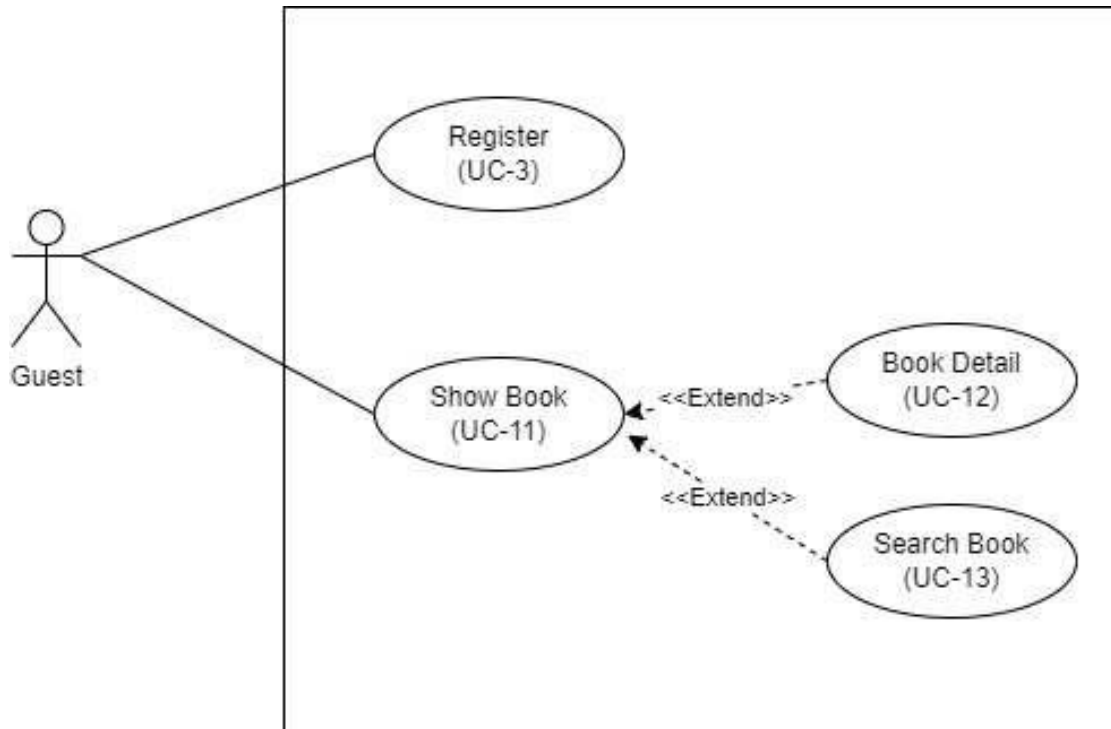 Register
(UC-3)
Guest
Show Book
(UC-11)
<<Extend>>
Book Detail
(UC-12)
<<Extend>>
Search Book
(UC-13)